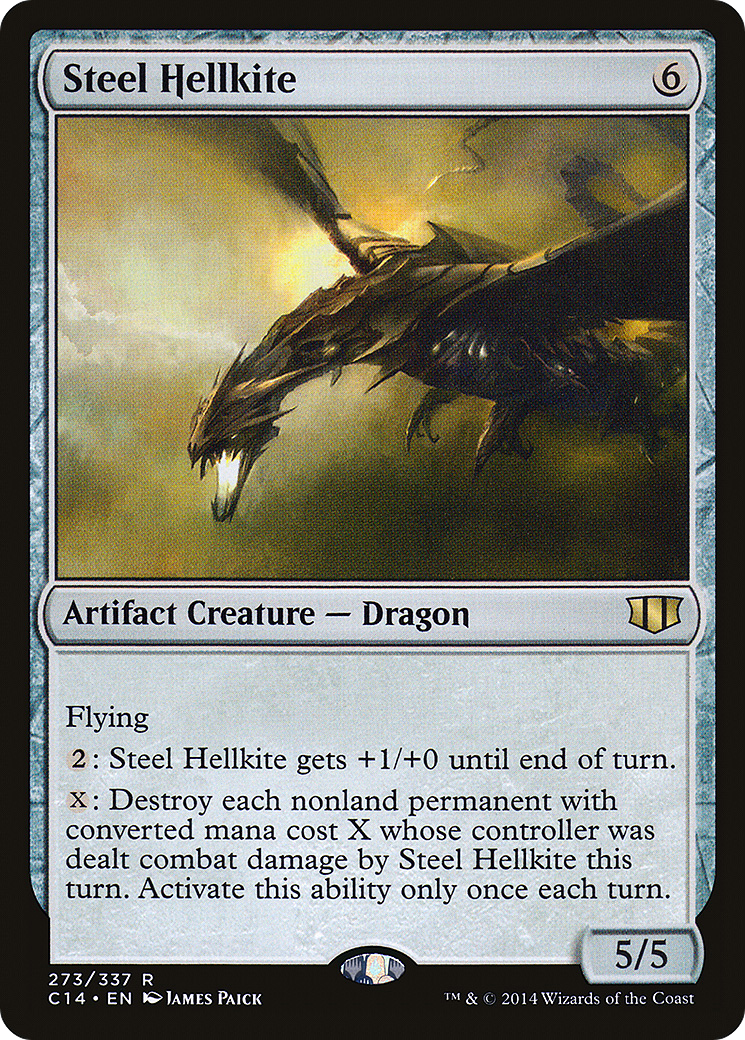 Steel Hellkite 6
Artifact Creature — Dragon
Flying
2: Steel Hellkite gets +1/+0 until end of turn.
X: Destroy each nonland permanent with
converted mana cost X whose controller was
dealt combat damage by Steel Hellkite this
turn. Activate this ability only once each turn.
5/5
273/337 R
C14 • EN James Paick
™ & © 2014 Wizards of the Coast